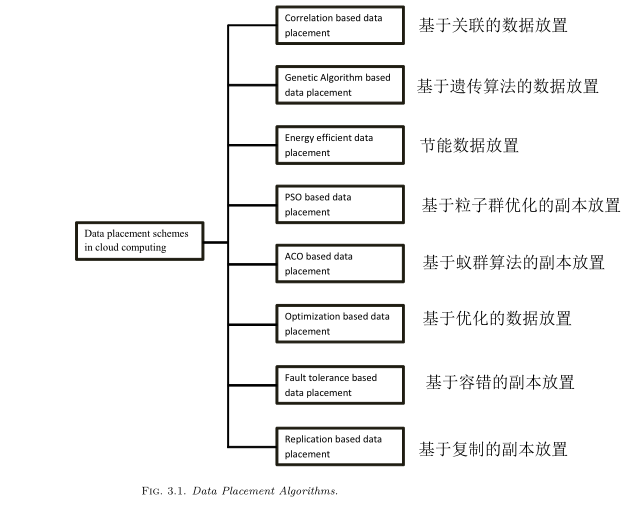 Correlation based data
placement
基于关联的数据放置
Genetic Algorithm based
data placement
基于遗传算法的数据放置
Energy efficient data
placement
节能数据放置
PSO based data
placement
基于粒子群优化的副本放置
Data placement schemes
in cloud computing
ACO based data
placement
基于蚁群算法的副本放置
Optimization based data
placement
基于优化的数据放置
Fault tolerance based
data placement
基于容错的副本放置
Replication based data
placement
基于复制的副本放置
FIG. 3.1. Data Placement Algorithms.